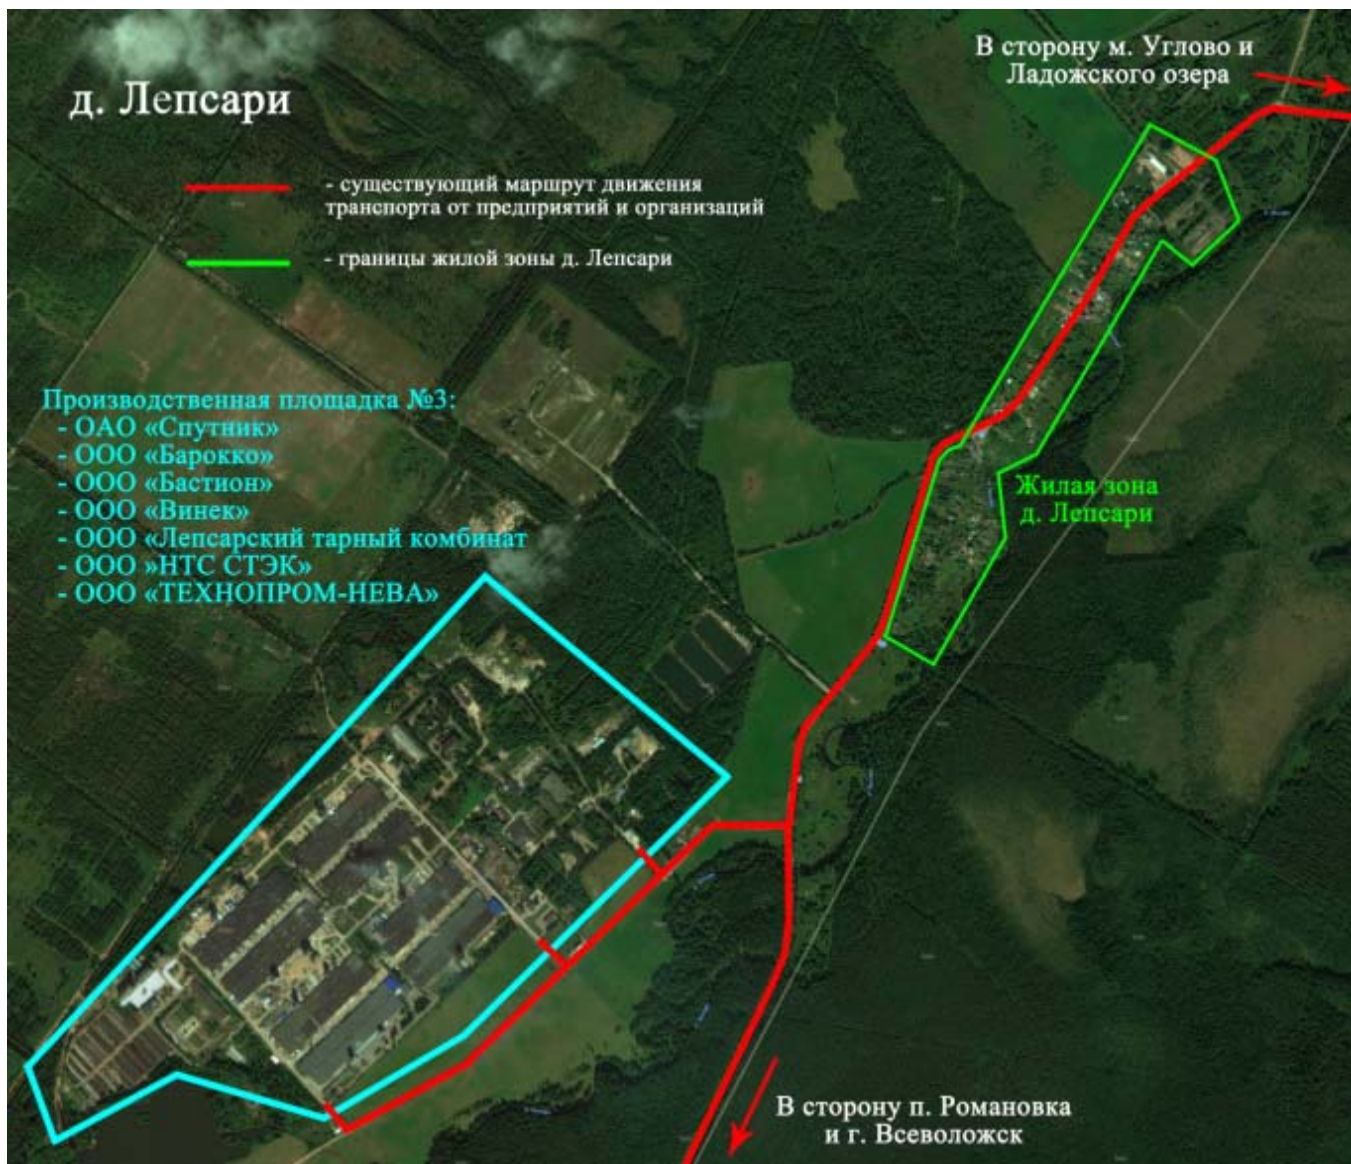 В сторону м. Углово и
Ладожского озера
д. Лепсари
- существующий маршрут движения
транспорта от предприятий и организаций
- границы жилой зоны д. Лепсари
Производственная площадка №3:
- ОАО «Спутник»
- ООО «Барокко»
- ООО «Бастион»
- ООО «Винек»
- ООО «Лепсарский тарный комбинат
- ООО »НТС СТЭК»
- ООО «ТЕХНОПРОМ-НЕВА»
Жилая зона
д. Лепсари
В сторону п. Романовка
и г. Всеволожск